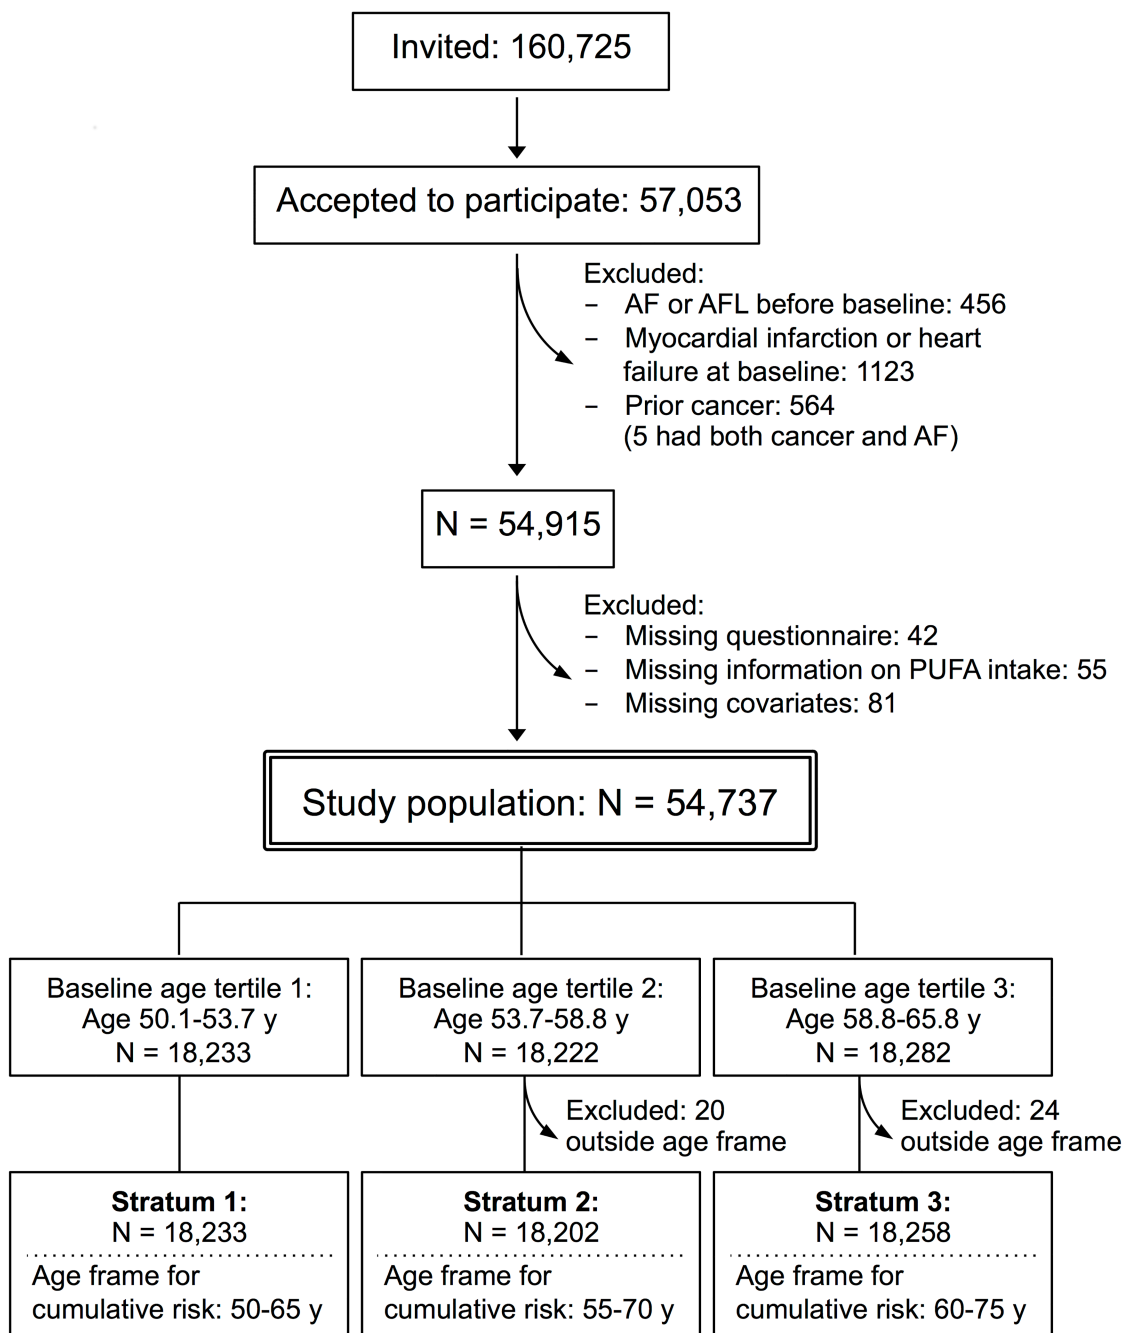 Invited: 160,725
Accepted to participate: 57,053
Excluded:
– AF or AFL before baseline: 456
– Myocardial infarction or heart
failure at baseline: 1123
– Prior cancer: 564
(5 had both cancer and AF)
N = 54,915
Excluded:
– Missing questionnaire: 42
– Missing information on PUFA intake: 55
– Missing covariates: 81
Study population: N = 54,737
Baseline age tertile 1:
Age 50.1-53.7 y
N = 18,233
Baseline age tertile 2:
Age 53.7-58.8 y
N = 18,222
Baseline age tertile 3:
Age 58.8-65.8 y
N = 18,282
Excluded: 20
outside age frame
Excluded: 24
outside age frame
Stratum 1:
N = 18,233
Age frame for
cumulative risk: 50-65 y
Stratum 2:
N = 18,202
Age frame for
cumulative risk: 55-70 y
Stratum 3:
N = 18,258
Age frame for
cumulative risk: 60-75 y